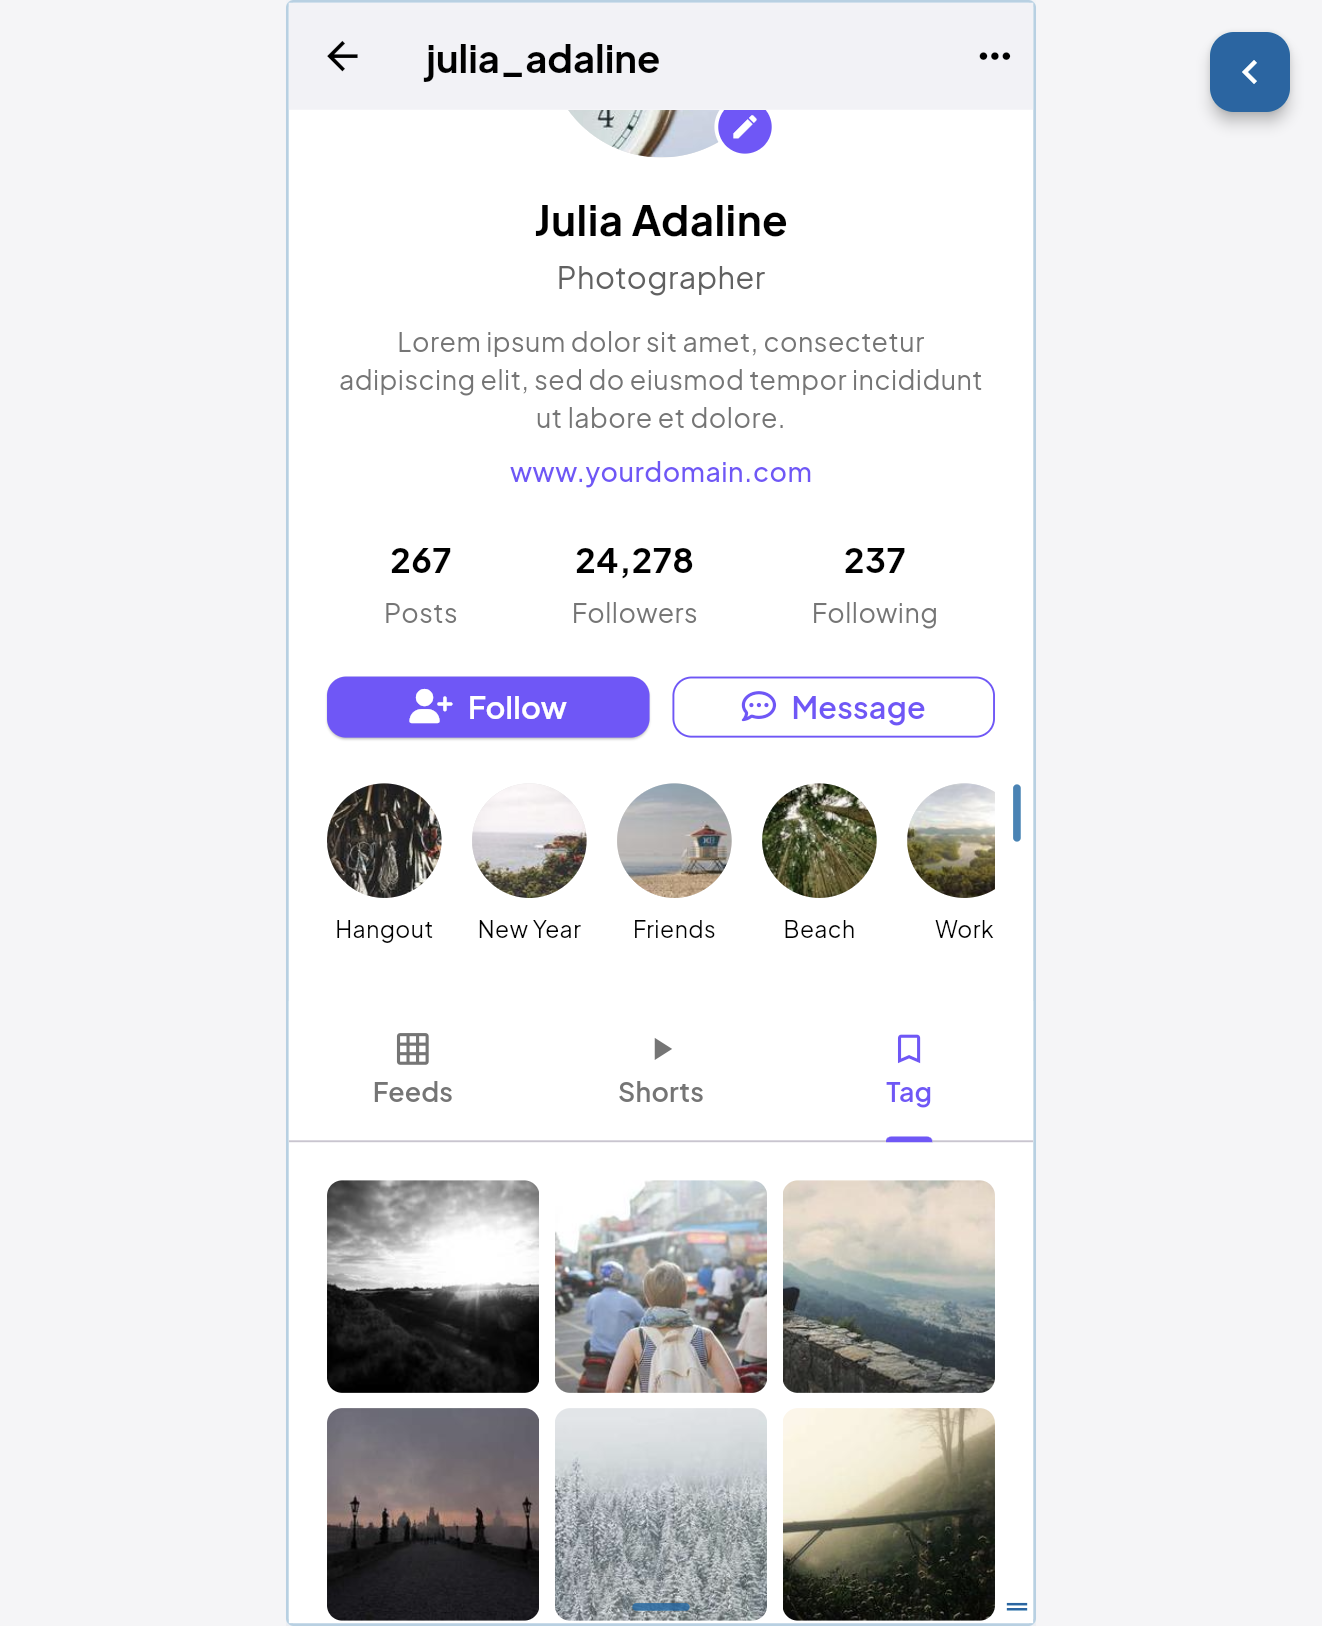 julia_adaline
4
Julia Adaline
Photographer
Lorem ipsum dolor sit amet, consectetur
adipiscing elit, sed do eiusmod tempor incididunt
ut labore et dolore.
www.yourdomain.com
267 24,278 237
Posts Followers Following
Follow Message
Hangout New Year Friends Beach Work
Feeds Shorts Tag